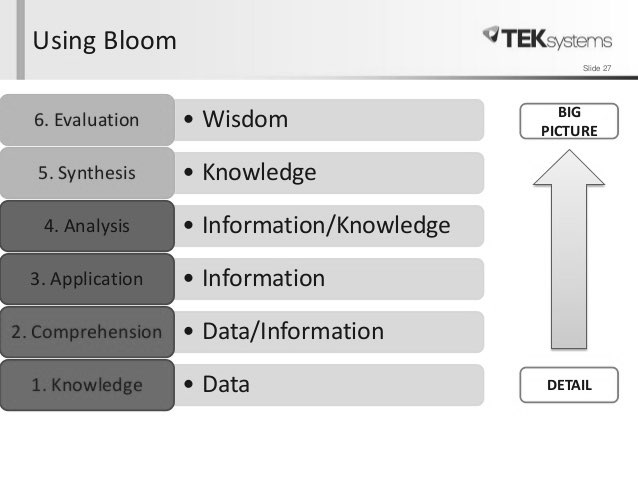 Using Bloom
TEKsystems
Slide 27
6. Evaluation • Wisdom
5. Synthesis • Knowledge
4. Analysis • Information/Knowledge
3. Application • Information
2. Comprehension • Data/Information
1. Knowledge • Data
BIG
PICTURE
DETAIL